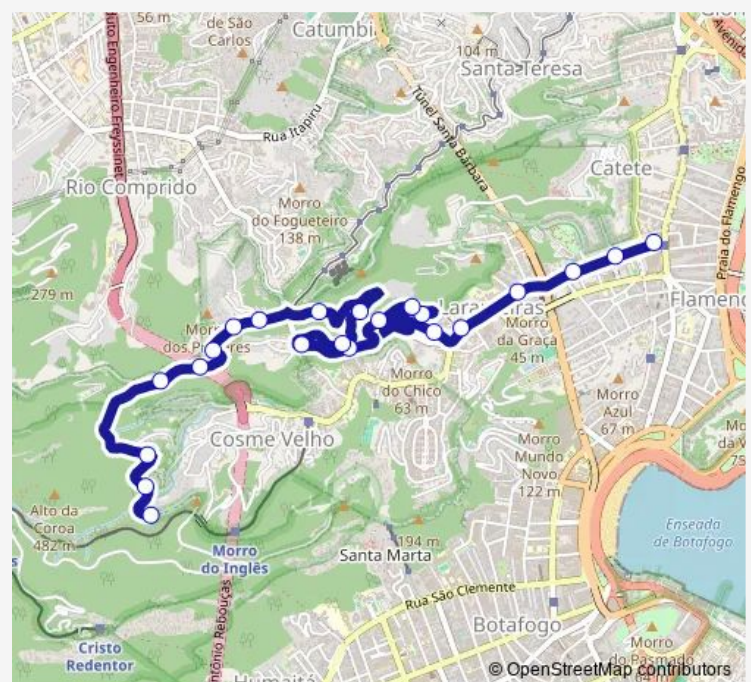 56 m
de São
Carlos
Catumbi
104 m
Santa Teresa
Túnel Santa Bárbara
Rua Itapiru
Rio Comprido
Catete
Morro
do Fogueteiro
138 m
Praia do Flamengo
279 m
Laranjeiras
Flamengo
Morro
da Graça
45 m
Morro
dos Prazeres
Morro
do Chico
63 m
Morro
Azul
67 m
Cosme Velho
Morro
Mundo
Novo
122 m
Alto da
Coroa
482 m
194 m
Santa Marta
Enseada
de Botafogo
Morro
do Inglês
Rua São Clemente
Botafogo
Cristo
Redentor
Morro
do Pasmado
Humaitá
© OpenStreetMap contributors